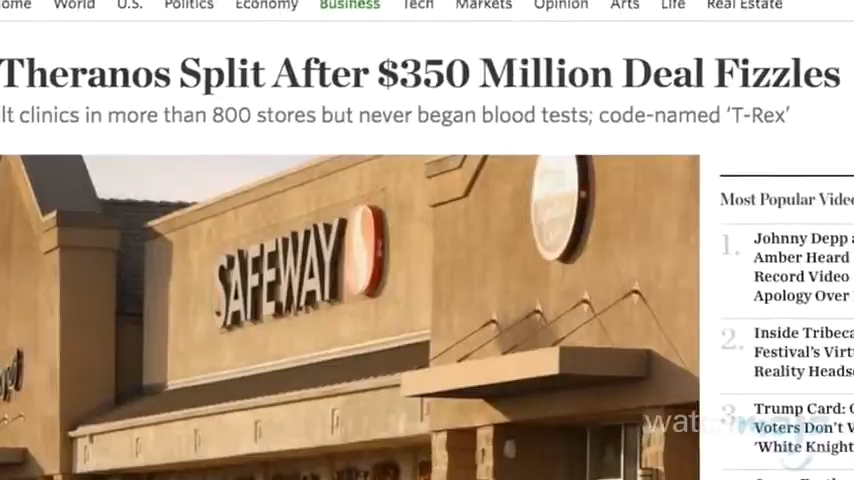 World U.S. Politics Economy Business Tech Markets Opinion Arts Life Real Estate
Theranos Split After $350 Million Deal Fizzles
lt clinics in more than 800 stores but never began blood tests; code-named 'T-Rex'
SAFEWAY S
Most Popular Vide
1. Johnny Depp a
Amber Heard
Record Video
Apology Over
2. Inside Tribeca
Festival's Virt
Reality Heads
3. Trump Card:
Voters Don't V
'White Knight